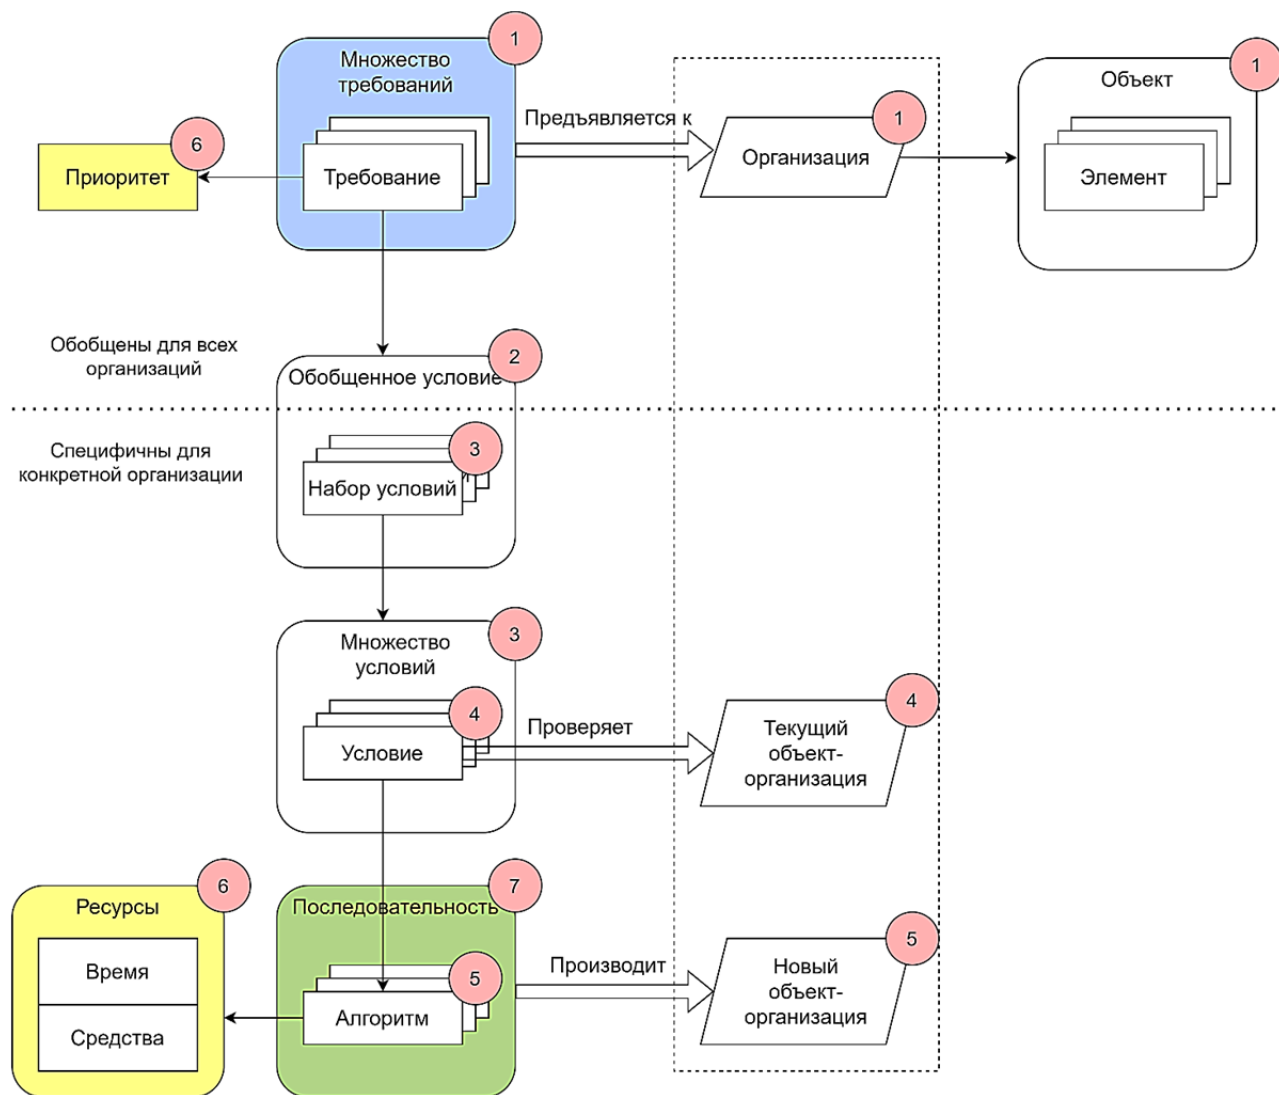 1
Множество
требований
Требование
6
Приоритет
Предъявляется к
1
Организация
1
Объект
Элемент
Обобщены для всех
организаций
2
Обобщенное условие
Специфичны для
конкретной организации
3
Набор условий
3
Множество
условий
4
Условие
Проверяет
4
Текущий
объект-
организация
6
Ресурсы
Время
Средства
7
Последовательность
5
Алгоритм
Производит
5
Новый
объект-
организация